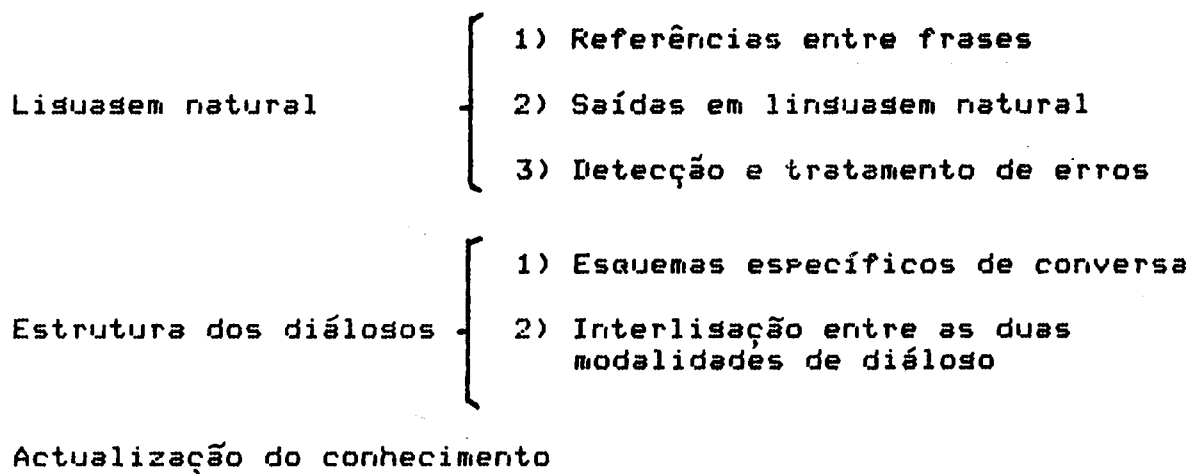 Liguagem natural
1) Referências entre frases
2) Saídas em linguagem natural
3) Detecção e tratamento de erros
Estrutura dos diálogos
1) Esquemas específicos de conversa
2) Interligação entre as duas
modalidades de diálogo
Actualização do conhecimento